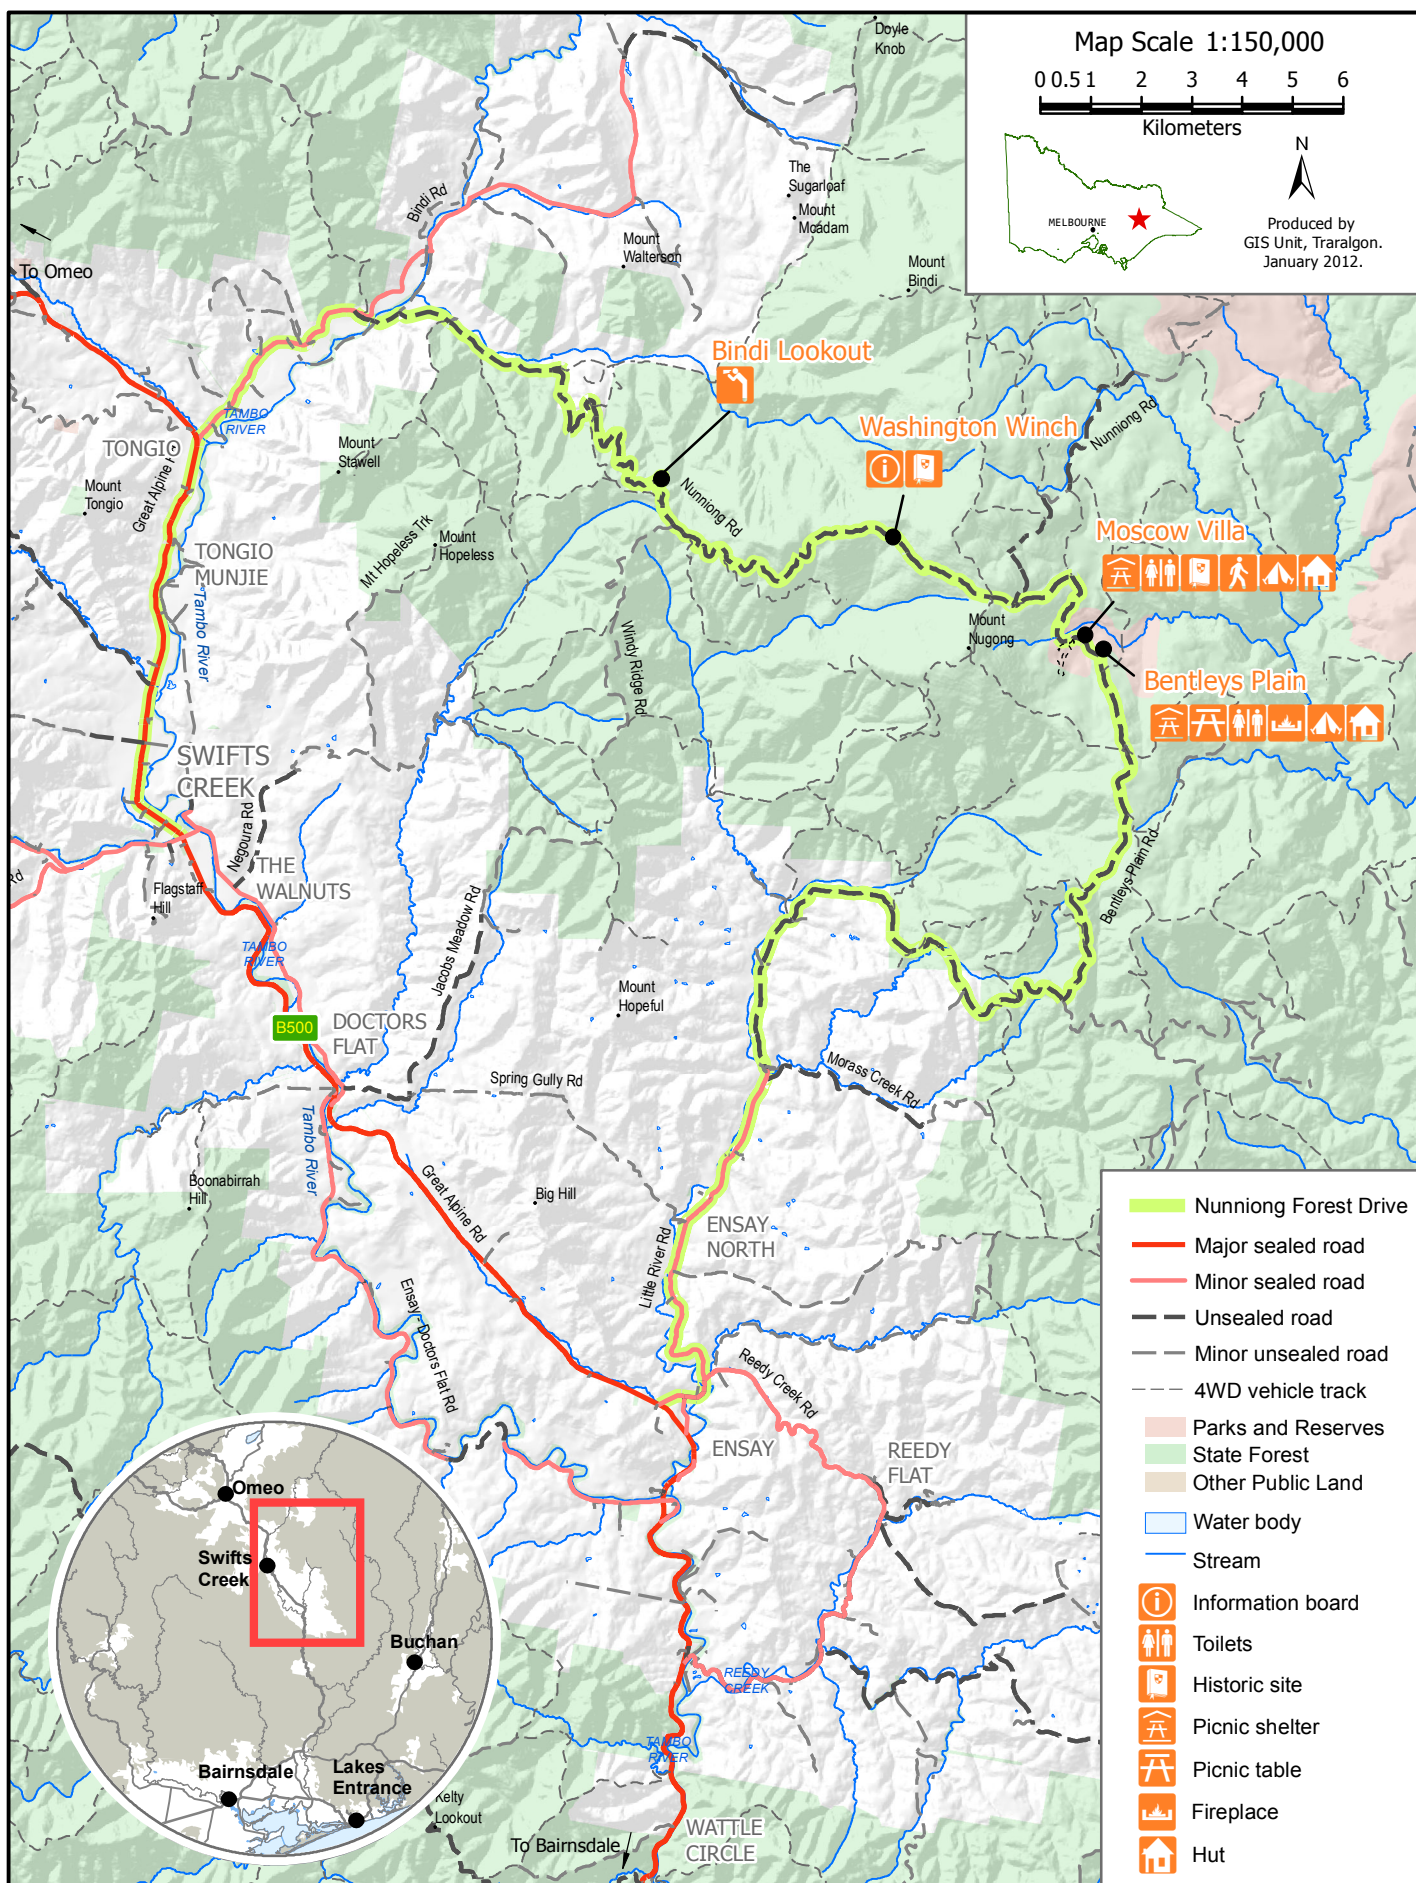 Doyle
Knob
Map Scale 1:150,000
0 0.5 1 2 3 4 5 6
Kilometers
N
MELBOURNE
Produced by
GIS Unit, Traralgon.
January 2012.
The
Sugarloaf
Mount
Mcadam
Bindi Rd
Mount
Walterson
Mount
Bindi
To Omeo
Bindi Lookout
Washington Winch
Nunniong Rd
TAMBO
RIVER
TONGIO
Mount
Stawell
Mount
Tongio
Great Alpine
Nunniong Rd
Moscow Villa
Mt Hopeless Trk
Mount
Hopeless
TONGIO
MUNJIE
Tambo River
Windy Ridge Rd
Mount
Nugong
Bentleys Plain
SWIFTS
CREEK
Negoura Rd
THE
WALNUTS
Rd
Flagstaff
Hill
Bentleys Plain Rd
Jacobs Meadow Rd
TAMBO
RIVER
Mount
Hopeful
B500
DOCTORS
FLAT
Spring Gully Rd
Morass Creek Rd
Tambo River
Boonabirrah
Hill
Great Alpine Rd
Big Hill
ENSAY
NORTH
Little River Rd
Ensay - Doctors Flat Rd
Reedy Creek Rd
ENSAY
REEDY
FLAT
REEDY
CREEK
TAMBO
RIVER
WATTLE
CIRCLE
To Bairnsdale
Kelty
Lookout
Omeo
Swifts
Creek
Buchan
Bairnsdale
Lakes
Entrance
Nunniong Forest Drive
Major sealed road
Minor sealed road
Unsealed road
Minor unsealed road
4WD vehicle track
Parks and Reserves
State Forest
Other Public Land
Water body
Stream
Information board
Toilets
Historic site
Picnic shelter
Picnic table
Fireplace
Hut